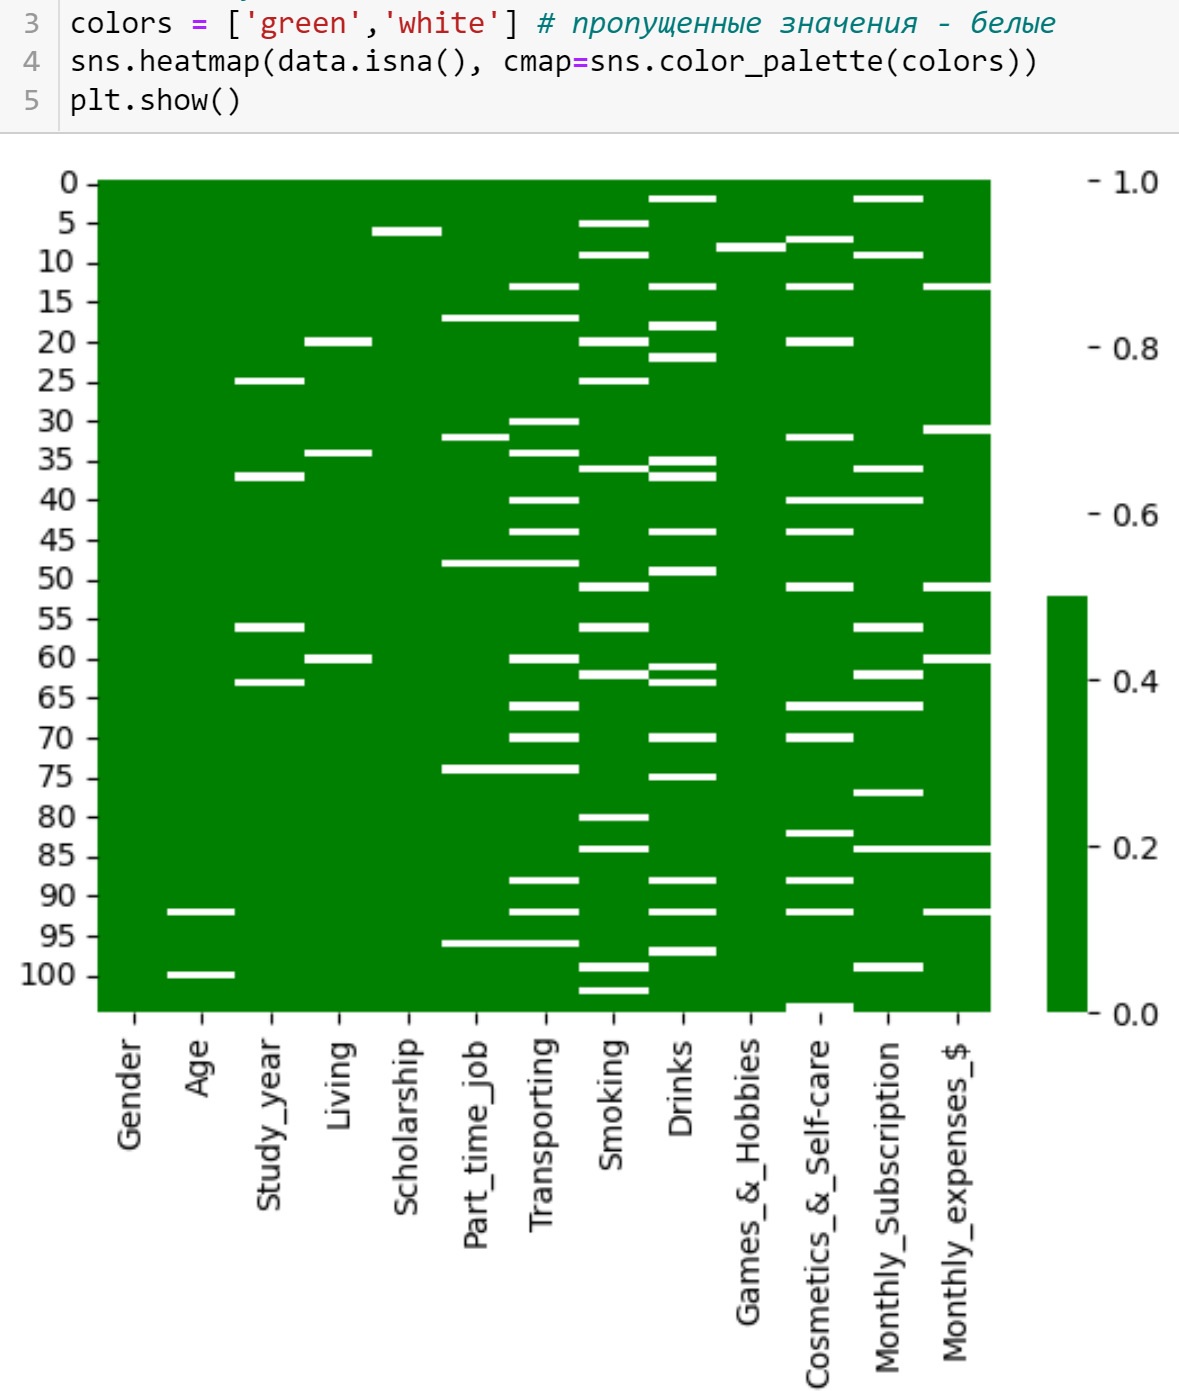 3 colors = ['green','white'] # пропущенные значения - белые
4 sns.heatmap(data.isna(), cmap=sns.color_palette(colors))
5 plt.show()
0
5
10
15
20
25
30
35
40
45
50
55
60
65
70
75
80
85
90
95
100
1.0
0.8
0.6
0.4
0.2
0.0
Gender
Age
Study_year
Living
Scholarship
Part_time_job
Transporting
Smoking
Drinks
Games_&_Hobbies
Cosmetics_&_Self-care
Monthly_Subscription
Monthly_expenses_$